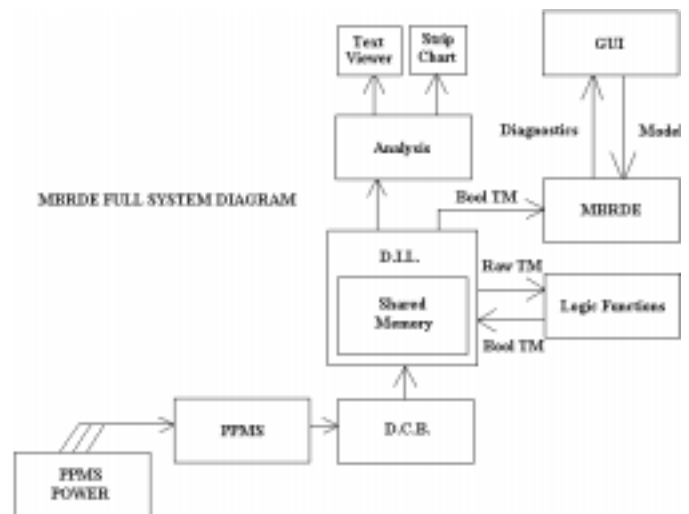 Text
Viewer
Strip
Chart
GUI
Analysis
Diagnostics
Model
MBRDE FULL SYSTEM DIAGRAM
Bool TM
MBRDE
D.I.L.
Raw TM
Shared
Memory
Logic Functions
Bool TM
PPMS
D.C.B.
PPMS
POWER